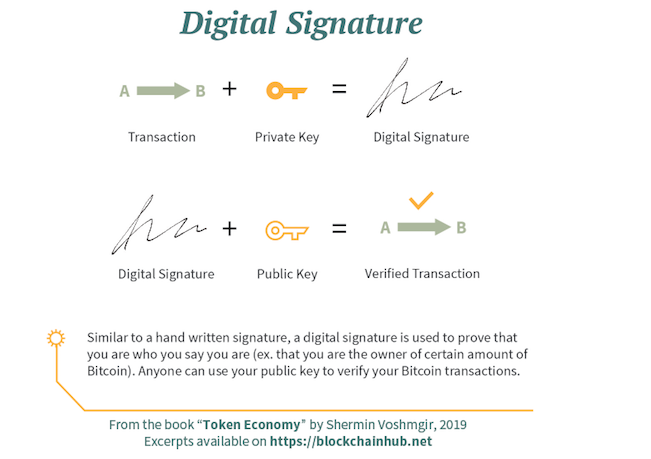 Digital Signature
A B + =
Transaction Private Key Digital Signature
+ = A B
Digital Signature Public Key Verified Transaction
Similar to a hand written signature, a digital signature is used to prove that
you are who you say you are (ex. that you are the owner of certain amount of
Bitcoin). Anyone can use your public key to verify your Bitcoin transactions.
From the book “Token Economy” by Shermin Voshmgir, 2019
Excerpts available on https://blockchainhub.net